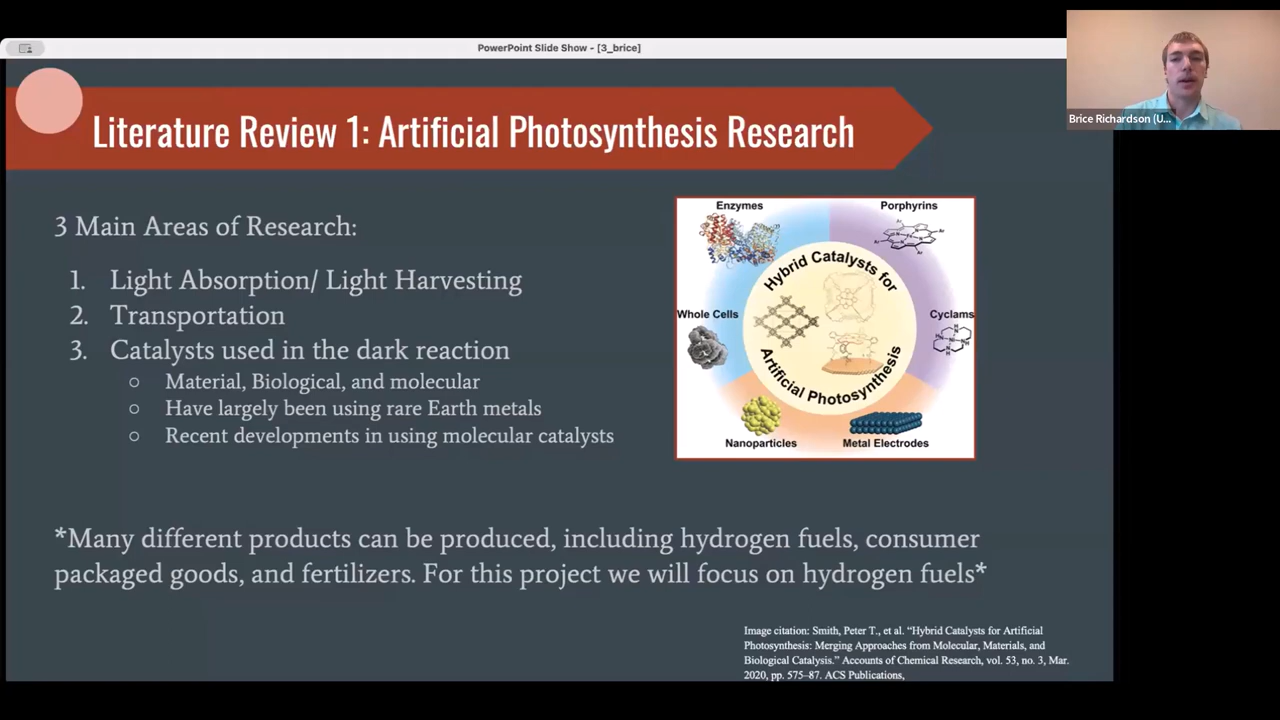 PowerPoint Slide Show - [3_brice]
Brice Richardson (U...
Literature Review 1: Artificial Photosynthesis Research
3 Main Areas of Research:
1. Light Absorption/ Light Harvesting
2. Transportation
3. Catalysts used in the dark reaction
○ Material, Biological, and molecular
○ Have largely been using rare Earth metals
○ Recent developments in using molecular catalysts
Enzymes
Porphyrins
Hybrid Catalysts for
Whole Cells
Cyclams
Artificial Photosynthesis
Nanoparticles
Metal Electrodes
*Many different products can be produced, including hydrogen fuels, consumer
packaged goods, and fertilizers. For this project we will focus on hydrogen fuels*
Image citation: Smith, Peter T., et al. “Hybrid Catalysts for Artificial
Photosynthesis: Merging Approaches from Molecular, Materials, and
Biological Catalysis.” Accounts of Chemical Research, vol. 53, no. 3, Mar.
2020, pp. 575–87. ACS Publications,